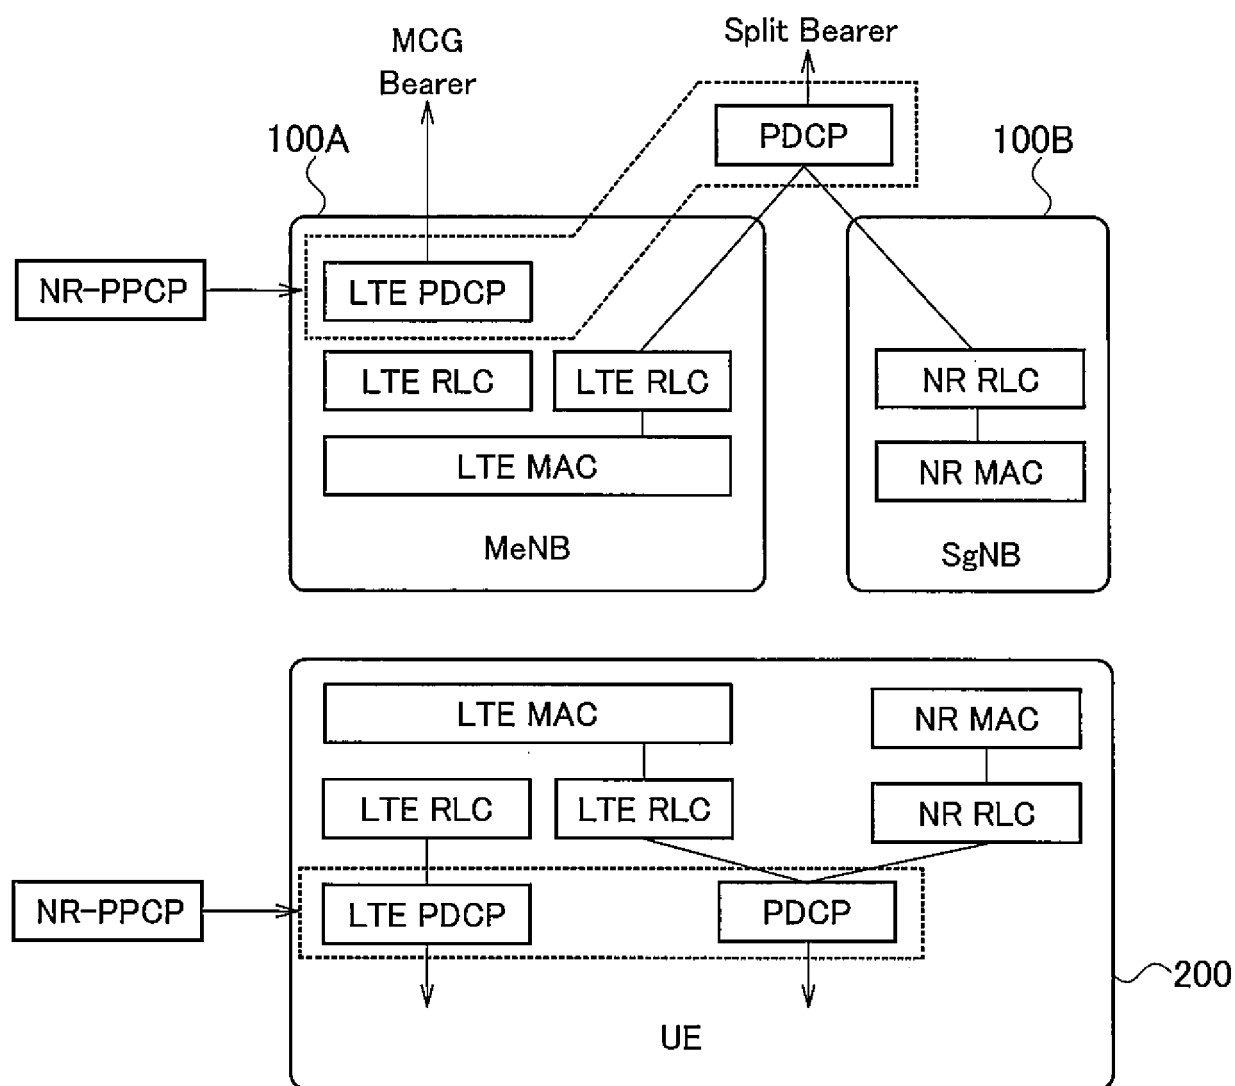 Split Bearer
MCG
Bearer
PDCP
100A
100B
NR-PPCP
LTE PDCP
LTE RLC
LTE RLC
NR RLC
LTE MAC
NR MAC
MeNB
SgNB
LTE MAC
NR MAC
LTE RLC
LTE RLC
NR RLC
NR-PPCP
LTE PDCP
PDCP
200
UE